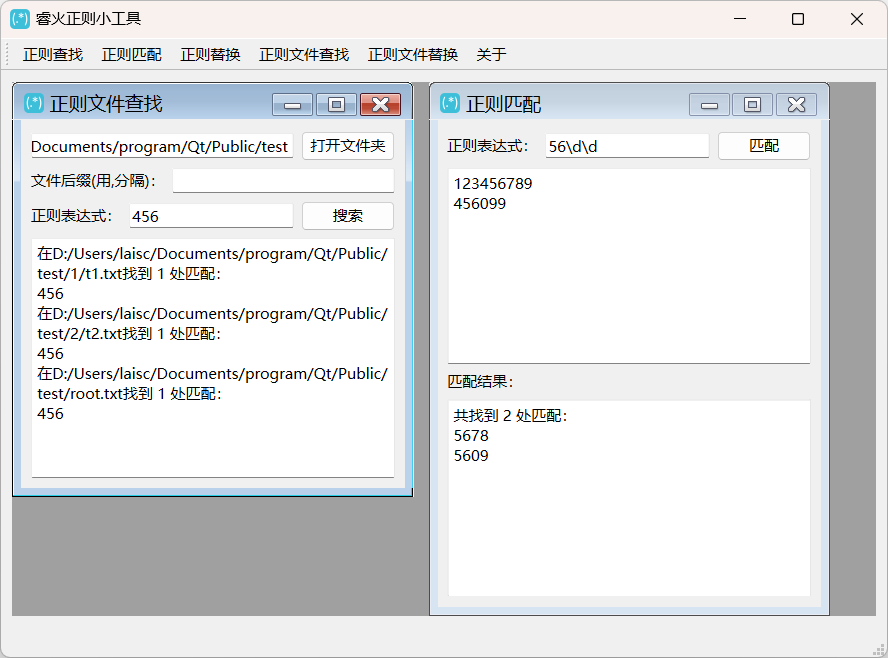 (.*) 睿火正则小工具
正则查找 正则匹配 正则替换 正则文件查找 正则文件替换 关于
(.*) 正则文件查找
Documents/program/Qt/Public/test 打开文件夹
文件后缀(用,分隔)：
正则表达式： 456 搜索
在D:/Users/laisc/Documents/program/Qt/Public/
test/1/t1.txt找到 1 处匹配：
456
在D:/Users/laisc/Documents/program/Qt/Public/
test/2/t2.txt找到 1 处匹配：
456
在D:/Users/laisc/Documents/program/Qt/Public/
test/root.txt找到 1 处匹配：
456
(.*) 正则匹配
正则表达式： 56\d\d 匹配
123456789
456099
匹配结果：
共找到 2 处匹配：
5678
5609